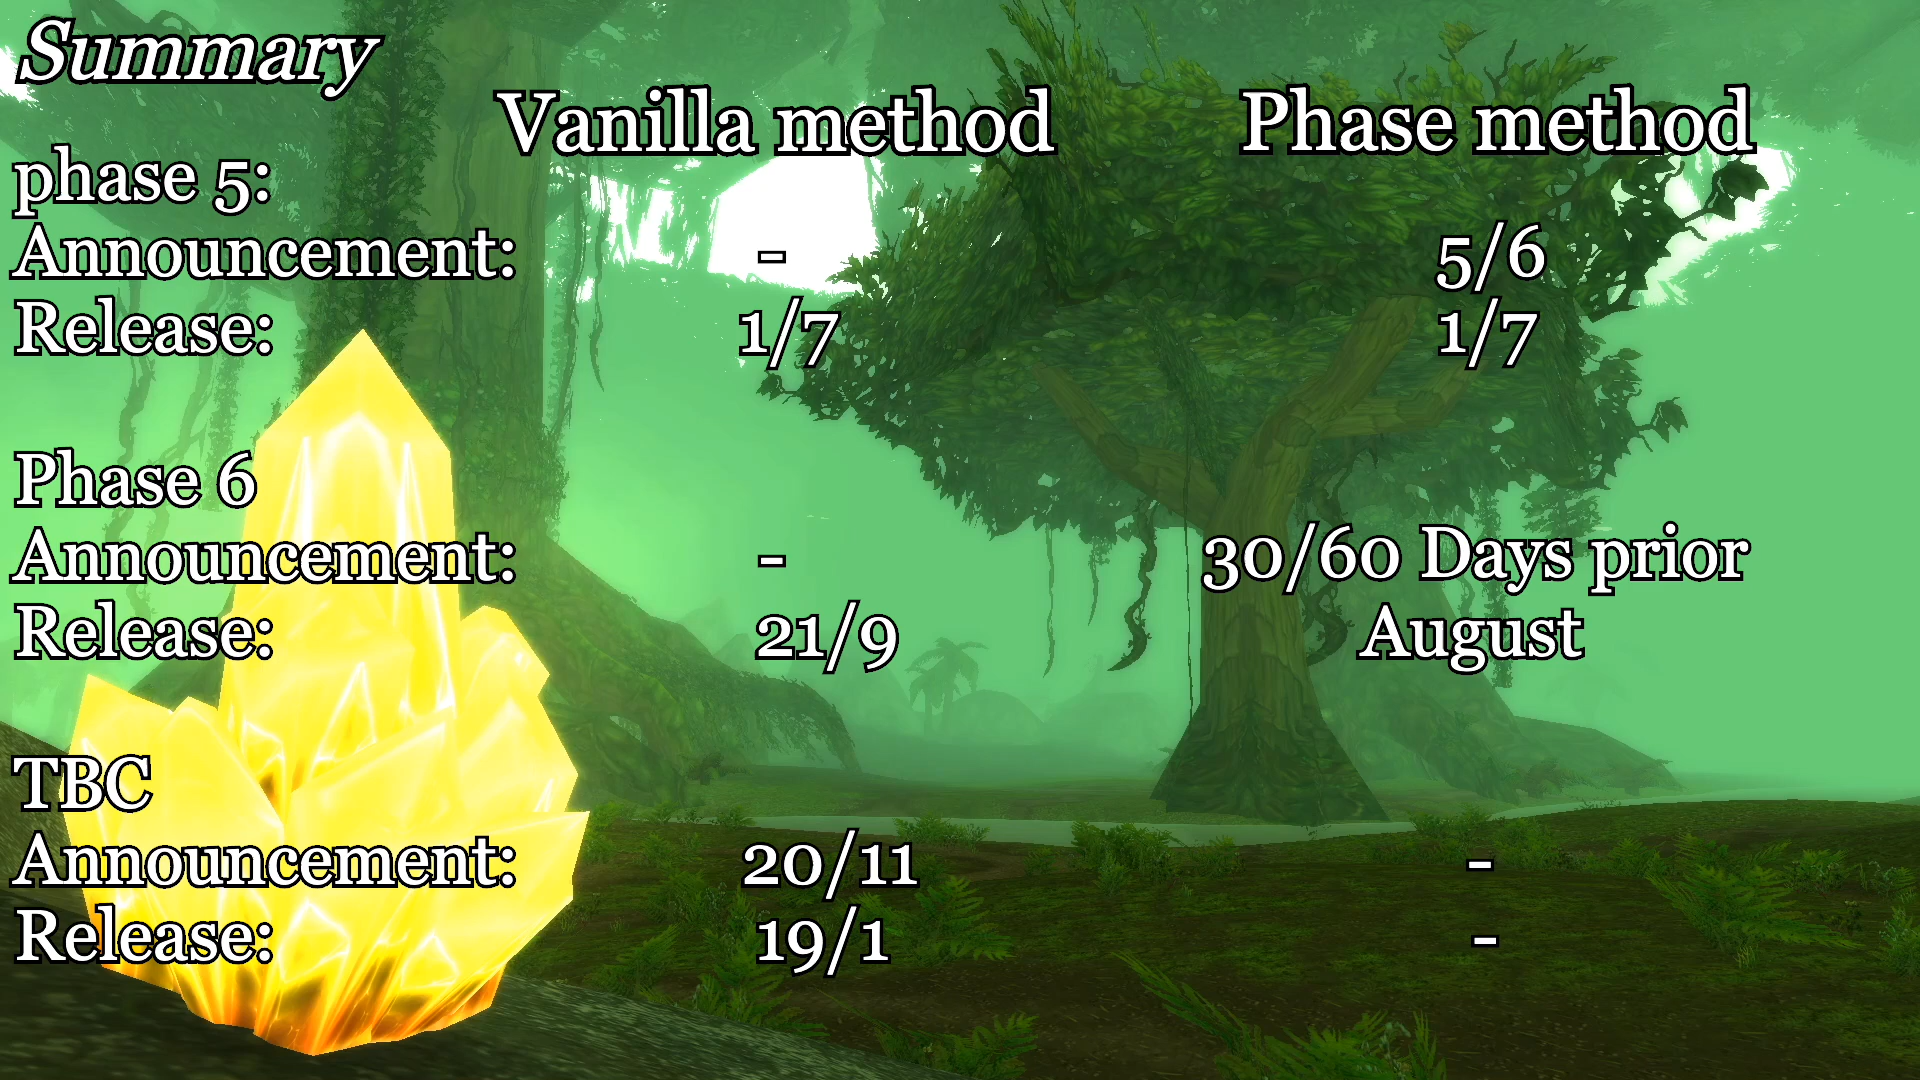 Summary
Vanilla method Phase method
phase 5:
Announcement: - 5/6
Release: 1/7 1/7
Phase 6
Announcement: - 30/60 Days prior
Release: 21/9 August
TBC
Announcement: 20/11 -
Release: 19/1 -